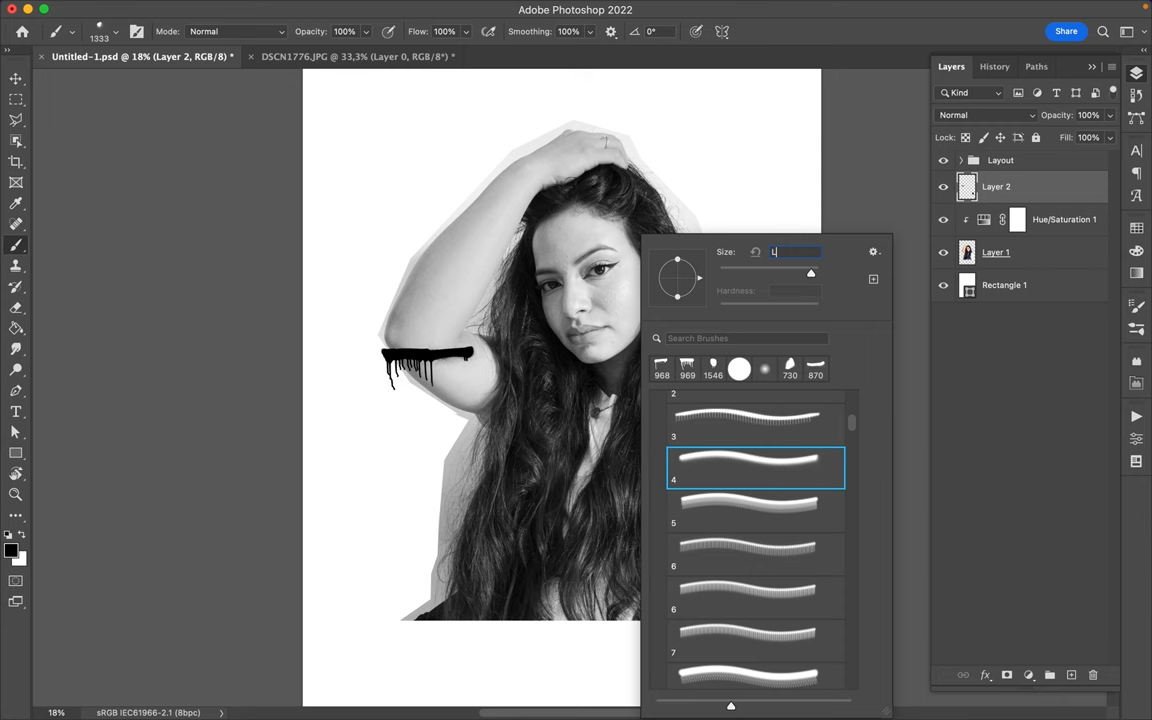 Adobe Photoshop 2022
1333
Mode: Normal
Opacity: 100%
Flow: 100%
Smoothing: 100%
0°
Share
Untitled-1.psd @ 18% (Layer 2, RGB/8) *
DSCN1776.JPG @ 33,3% (Layer 0, RGB/8*) *
Layers
History
Paths
Kind
Normal
Opacity: 100%
Lock:
Fill: 100%
Layout
Layer 2
Hue/Saturation 1
Layer 1
Rectangle 1
Size: L
Hardness:
Search Brushes
968
969
1546
730
870
2
3
4
5
6
6
7
18%
sRGB IEC61966-2.1 (8bpc)